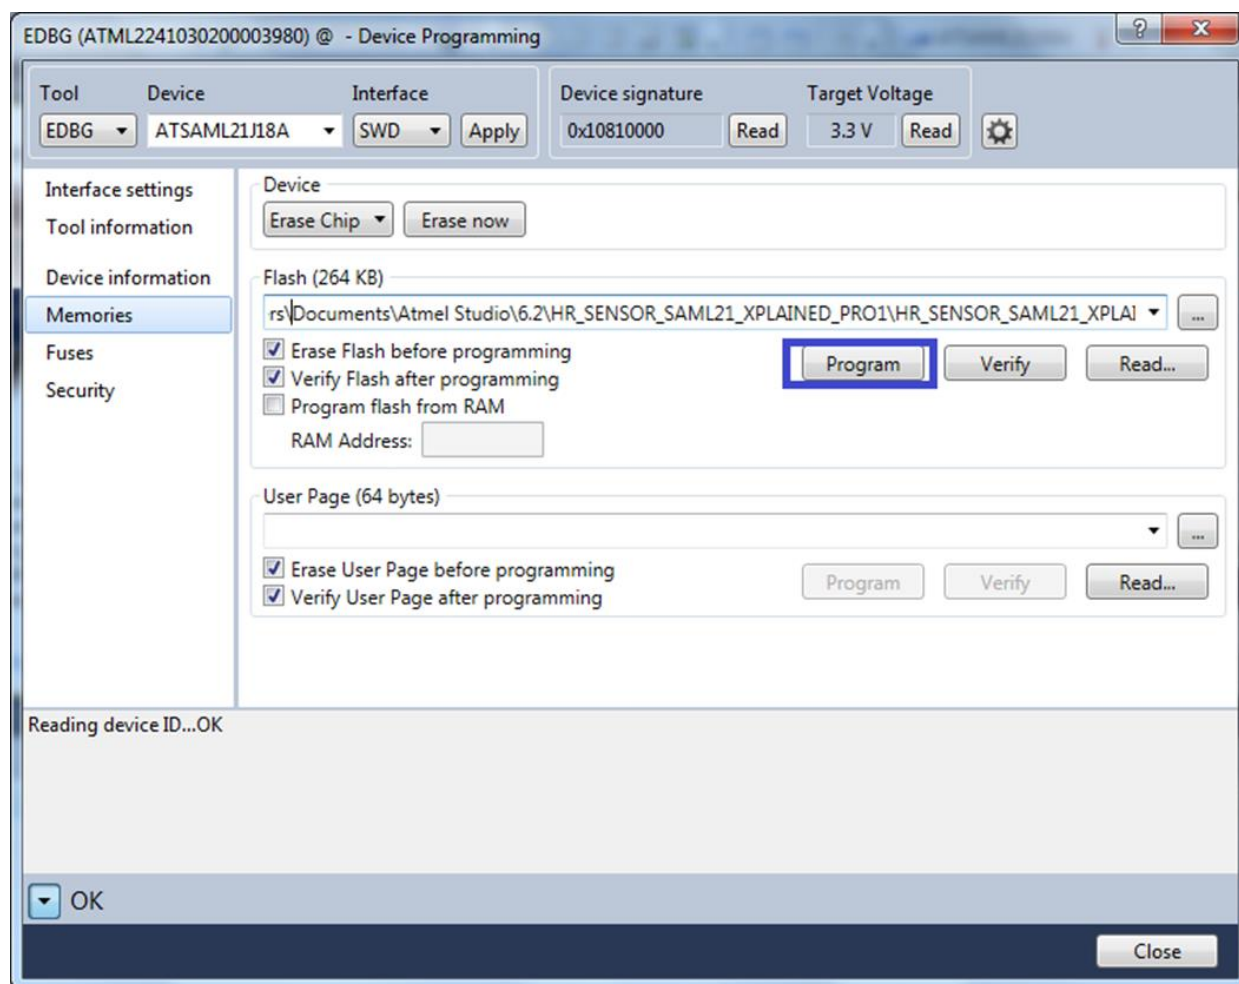 EDBG (ATML2241030200003980) @  - Device Programming
Tool Device Interface Device signature Target Voltage
EDBG ATSAML21J18A SWD Apply 0x10810000 Read 3.3 V Read
Interface settings
Tool information
Device information
Memories
Fuses
Security
Device
Erase Chip Erase now
Flash (264 KB)
rs\Documents\Atmel Studio\6.2\HR_SENSOR_SAML21_XPLAINED_PRO1\HR_SENSOR_SAML21_XPLAI ...
Erase Flash before programming
Program Verify Read...
Verify Flash after programming
Program flash from RAM
RAM Address:
User Page (64 bytes)
...
Erase User Page before programming
Program Verify Read...
Verify User Page after programming
Reading device ID...OK
OK
Close